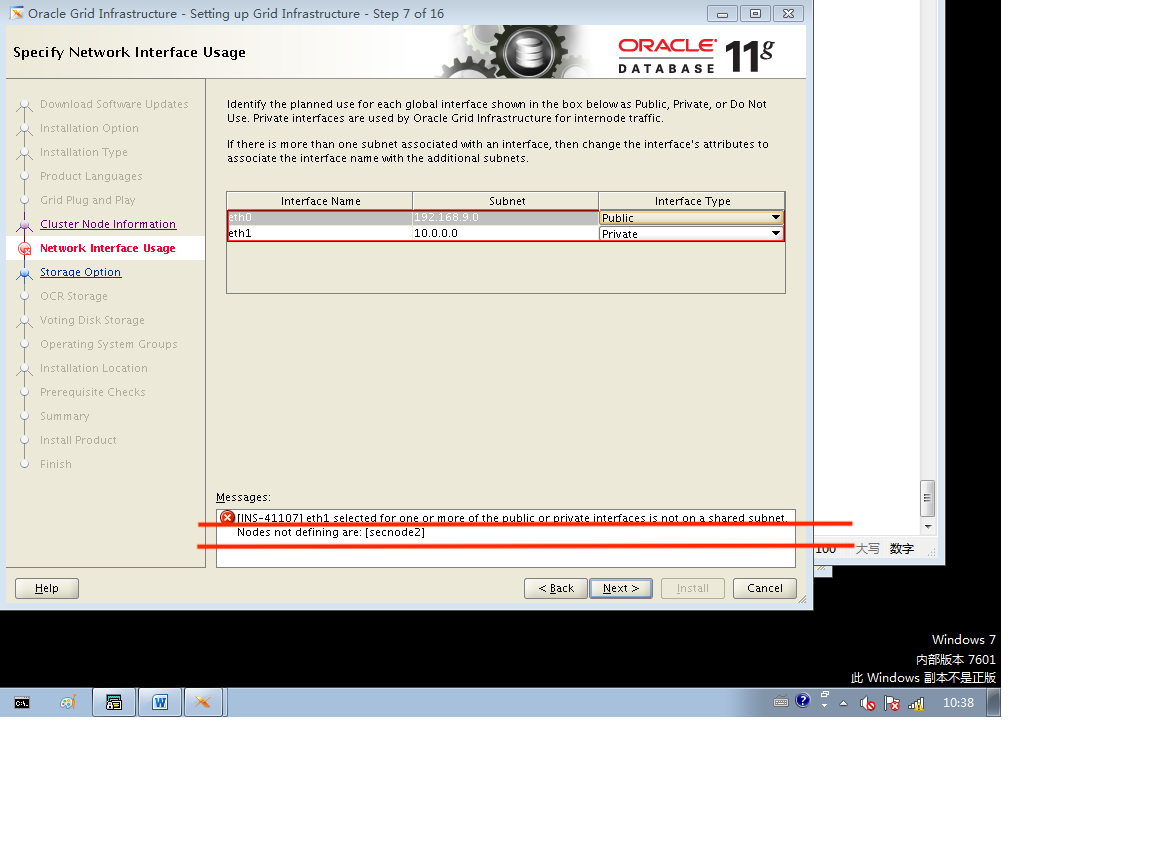 Oracle Grid Infrastructure - Setting up Grid Infrastructure - Step 7 of 16
Specify Network Interface Usage
ORACLE
DATABASE
11g
Download Software Updates
Installation Option
Installation Type
Product Languages
Grid Plug and Play
Cluster Node Information
Network Interface Usage
Storage Option
OCR Storage
Voting Disk Storage
Operating System Groups
Installation Location
Prerequisite Checks
Summary
Install Product
Finish
Identify the planned use for each global interface shown in the box below as Public, Private, or Do Not
Use. Private interfaces are used by Oracle Grid Infrastructure for internode traffic.
If there is more than one subnet associated with an interface, then change the interface's attributes to
associate the interface name with the additional subnets.
Interface Name Subnet Interface Type
eth0 192.168.9.0 Public
eth1 10.0.0.0 Private
Messages:
[INS-41107] eth1 selected for one or more of the public or private interfaces is not on a shared subnet.
Nodes not defining are: [secnode2]
100 大写 数字
Help < Back Next > Install Cancel
Windows 7
内部版本 7601
此 Windows 副本不是正版
10:38